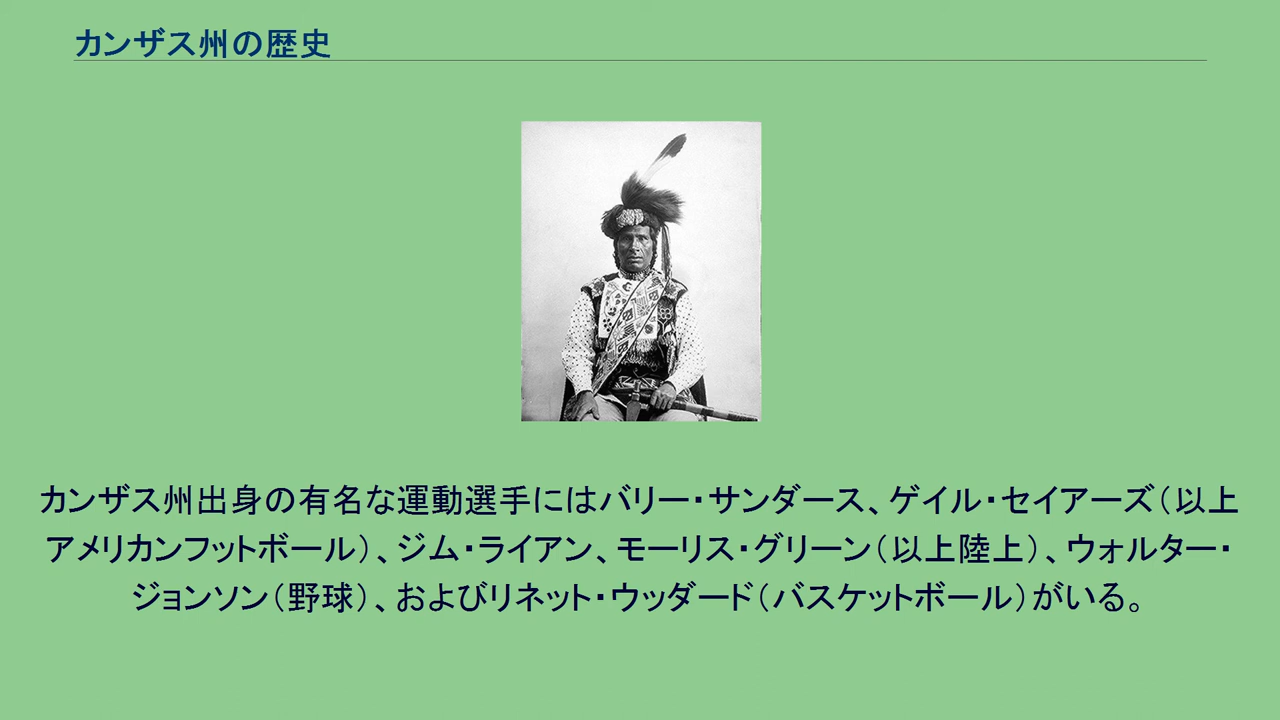 カンザス州の歴史
カンザス州出身の有名な運動選手にはバリー・サンダース、ゲイル・セイアーズ（以上
アメリカンフットボール）、ジム・ライアン、モーリス・グリーン（以上陸上）、ウォルター・
ジョンソン（野球）、およびリネット・ウッダード（バスケットボール）がいる。